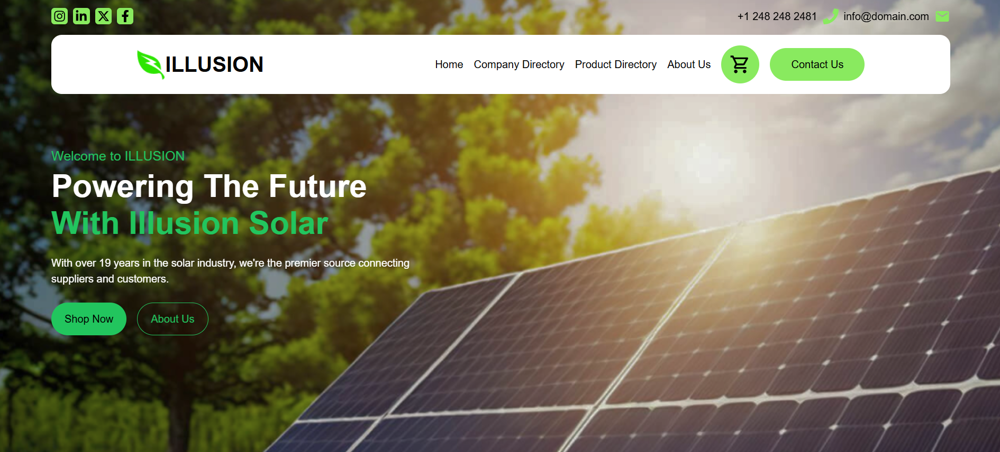 +1 248 248 2481 info@domain.com
ILLUSION
Home Company Directory Product Directory About Us Contact Us
Welcome to ILLUSION
Powering The Future
With Illusion Solar
With over 19 years in the solar industry, we're the premier source connecting
suppliers and customers.
Shop Now About Us